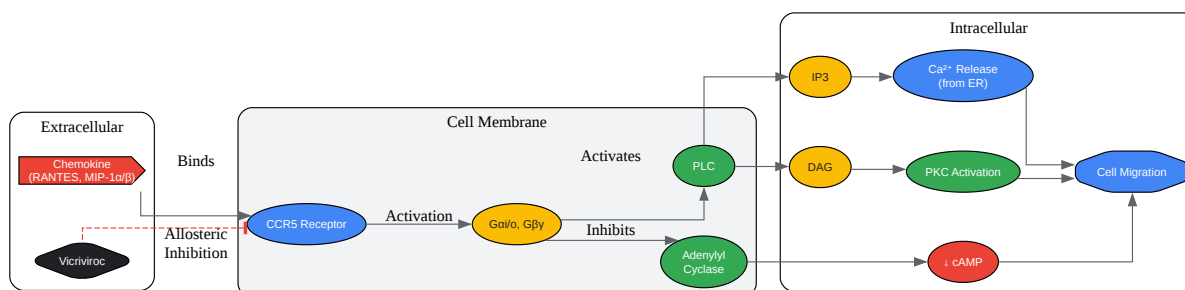 Intracellular
IP3
Ca²⁺ Release
(from ER)
Extracellular
Cell Membrane
Chemokine
(RANTES, MIP-1α/β)
Binds
Activates
PLC
DAG
PKC Activation
Cell Migration
CCR5 Receptor
Activation
Gαi/o, Gβγ
Inhibits
Allosteric
Inhibition
Vicriviroc
Adenylyl
Cyclase
↓ cAMP